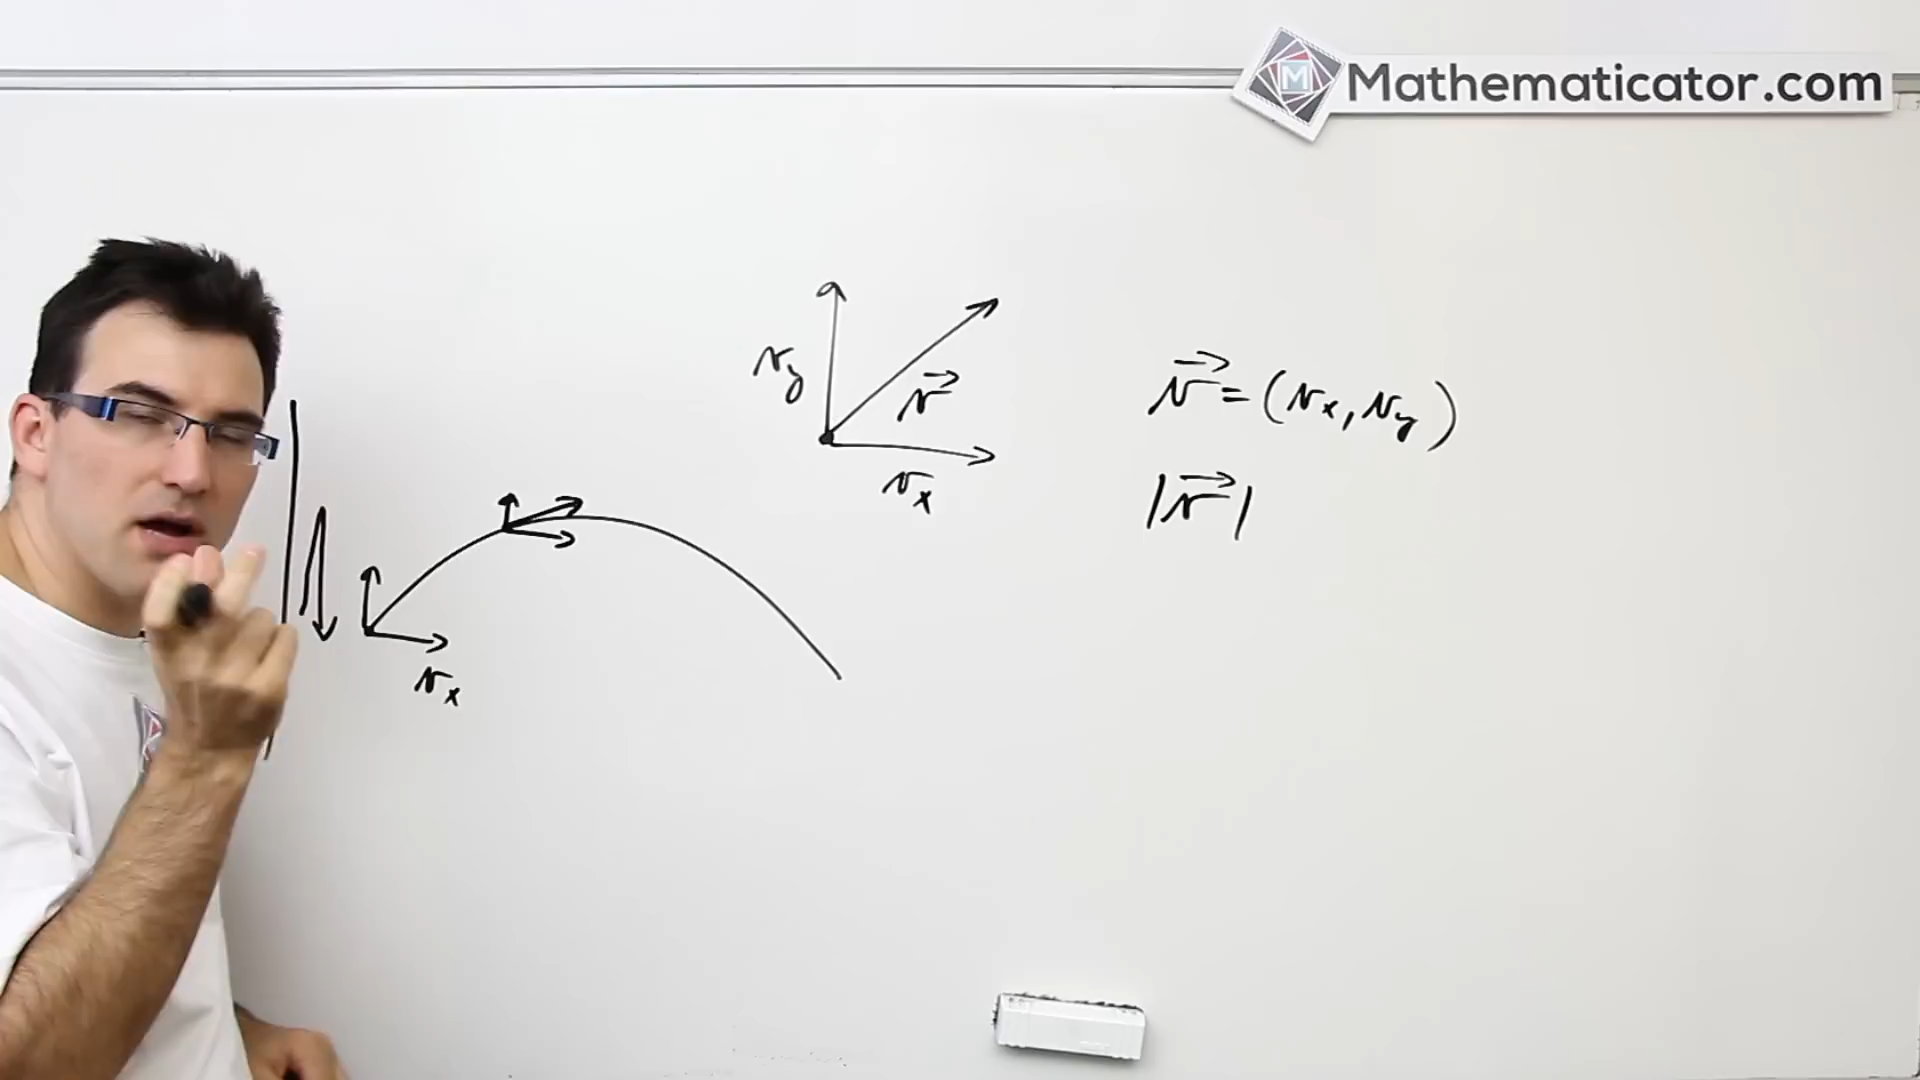 M Mathematicator.com
v_y
v⃗
v_x
v⃗ = (v_x, v_y)
|v⃗|
v_x